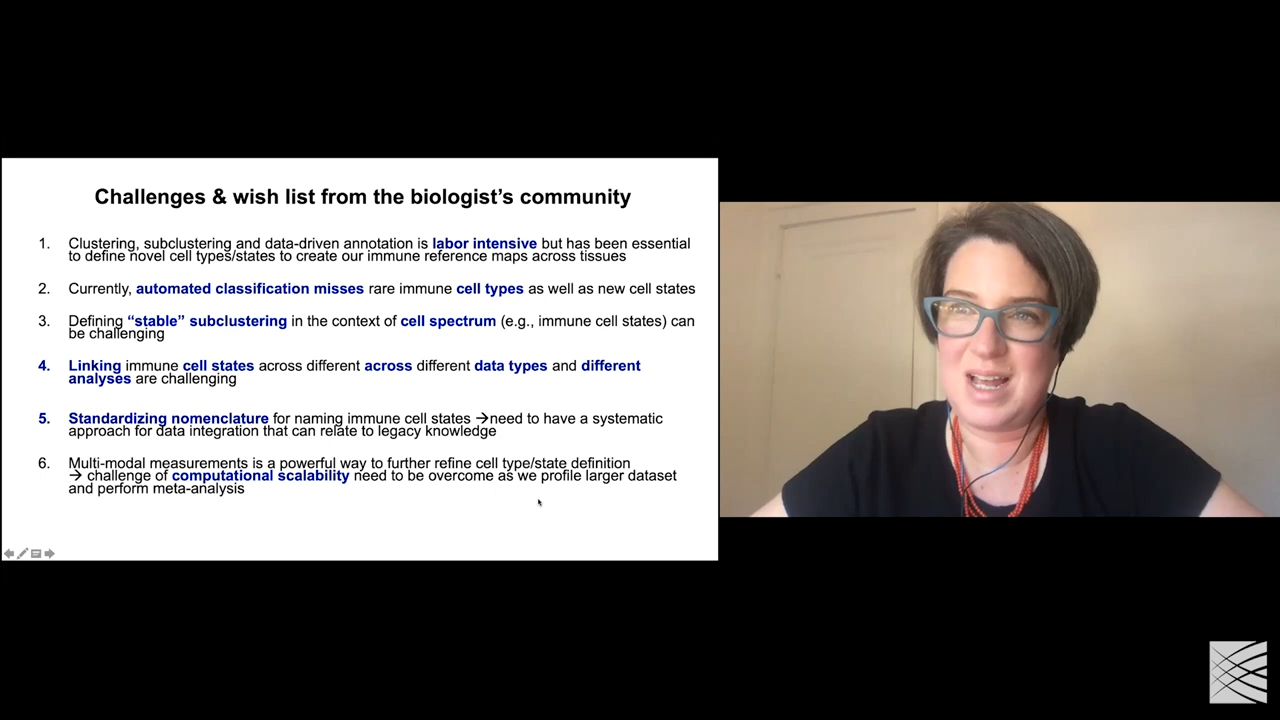 Challenges & wish list from the biologist’s community
1. Clustering, subclustering and data-driven annotation is labor intensive but has been essential
to define novel cell types/states to create our immune reference maps across tissues
2. Currently, automated classification misses rare immune cell types as well as new cell states
3. Defining “stable” subclustering in the context of cell spectrum (e.g., immune cell states) can
be challenging
4. Linking immune cell states across different across different data types and different
analyses are challenging
5. Standardizing nomenclature for naming immune cell states →need to have a systematic
approach for data integration that can relate to legacy knowledge
6. Multi-modal measurements is a powerful way to further refine cell type/state definition
→ challenge of computational scalability need to be overcome as we profile larger dataset
and perform meta-analysis